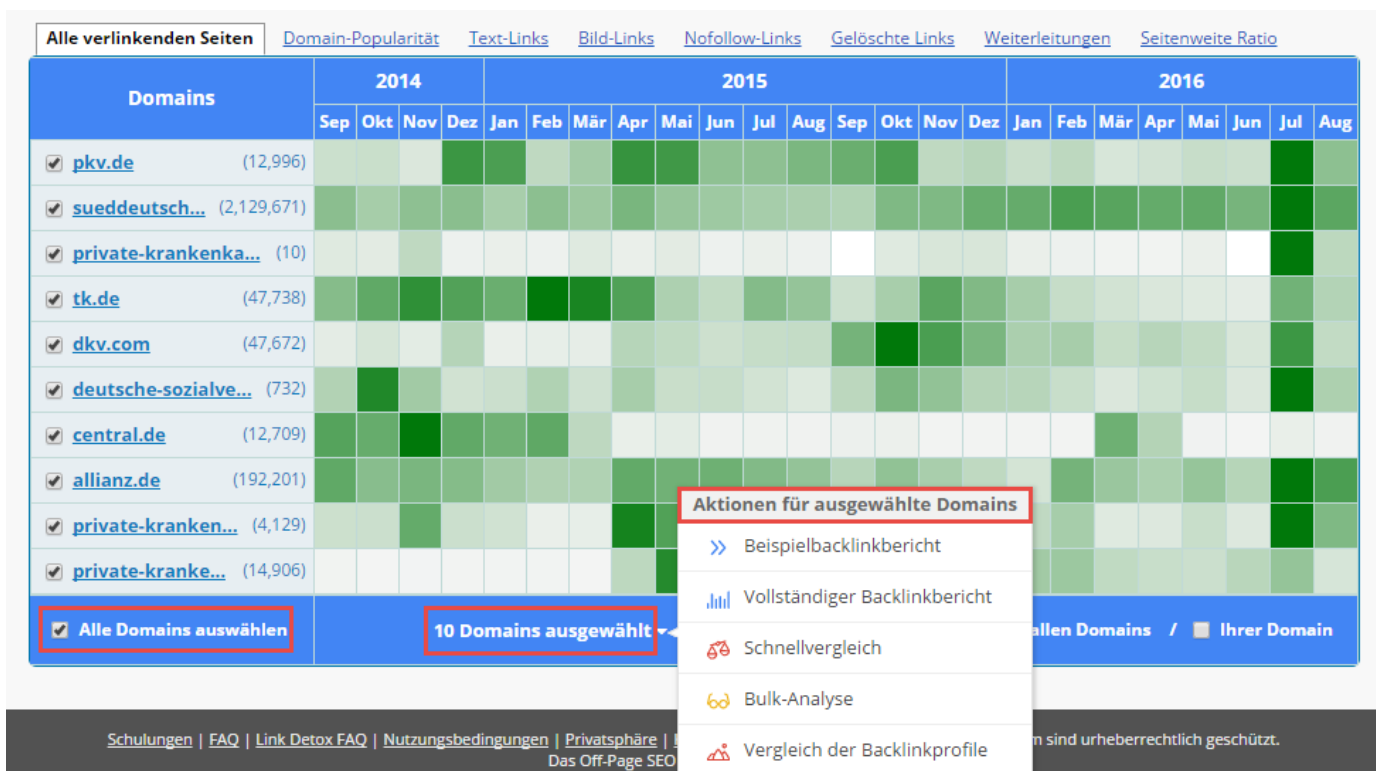 Alle verlinkenden Seiten Domain-Popularität Text-Links Bild-Links Nofollow-Links Gelöschte Links Weiterleitungen Seitenweite Ratio
Domains 2014 2015 2016
Sep Okt Nov Dez Jan Feb Mär Apr Mai Jun Jul Aug Sep Okt Nov Dez Jan Feb Mär Apr Mai Jun Jul Aug
pkv.de (12,996)
sueddeutsch... (2,129,671)
private-krankenka... (10)
tk.de (47,738)
dkv.com (47,672)
deutsche-sozialve... (732)
central.de (12,709)
allianz.de (192,201)
private-kranken... (4,129)
private-kranke... (14,906)
Alle Domains auswählen 10 Domains ausgewählt allen Domains / Ihrer Domain
Aktionen für ausgewählte Domains
Beispielbacklinkbericht
Vollständiger Backlinkbericht
Schnellvergleich
Bulk-Analyse
Vergleich der Backlinkprofile
Schulungen | FAQ | Link Detox FAQ | Nutzungsbedingungen | Privatsphäre | sind urheberrechtlich geschützt.
Das Off-Page SEO